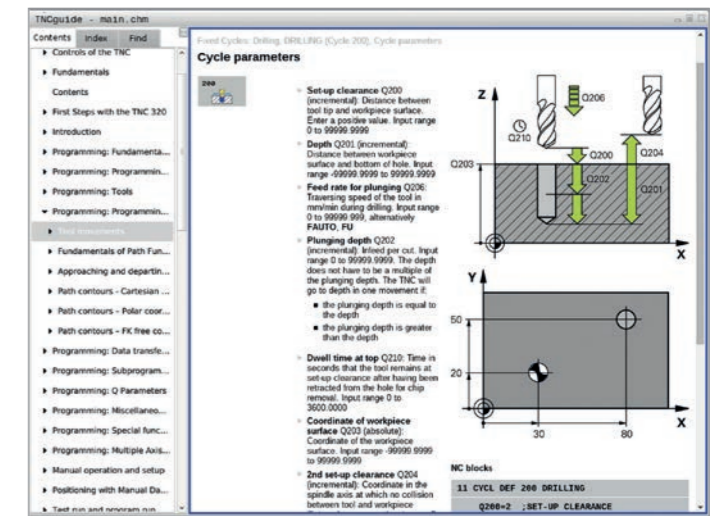 TNCguide - main.chm
Contents Index Find
Controls of the TNC
Fundamentals
Contents
First Steps with the TNC 320
Introduction
Programming: Fundamenta...
Programming: Programmin...
Programming: Tools
Programming: Programmin...
Tool movements
Fundamentals of Path Fun...
Approaching and departin...
Path contours - Cartesian ...
Path contours - Polar coor...
Path contours - FK free co...
Programming: Data transfe...
Programming: Subprogram...
Programming: Q Parameters
Programming: Miscellaneo...
Programming: Special func...
Programming: Multiple Axis...
Manual operation and setup
Positioning with Manual Da...
Test run and program run
Fixed Cycles: Drilling, DRILLING (Cycle 200), Cycle parameters
Cycle parameters
200
Set-up clearance Q200
(incremental): Distance between
tool tip and workpiece surface.
Enter a positive value. Input range
0 to 99999.9999
Depth Q201 (incremental):
Distance between workpiece
surface and bottom of hole. Input
range -99999.9999 to 99999.9999
Feed rate for plunging Q206:
Traversing speed of the tool in
mm/min during drilling. Input range
0 to 99999.999, alternatively
FAUTO, FU
Plunging depth Q202
(incremental): Infeed per cut. Input
range 0 to 99999.9999. The depth
does not have to be a multiple of
the plunging depth. The TNC will
go to depth in one movement if:
the plunging depth is equal to
the depth
the plunging depth is greater
than the depth
Dwell time at top Q210: Time in
seconds that the tool remains at
set-up clearance after having been
retracted from the hole for chip
removal. Input range 0 to
3600.0000
Coordinate of workpiece
surface Q203 (absolute):
Coordinate of the workpiece
surface. Input range -99999.9999
to 99999.9999
2nd set-up clearance Q204
(incremental): Coordinate in the
spindle axis at which no collision
between tool and workpiece
Z
Q206
Q210
Q200
Q204
Q203
Q202
Q201
X
Y
50
20
30
80
X
NC blocks
11 CYCL DEF 200 DRILLING
Q200=2 ;SET-UP CLEARANCE